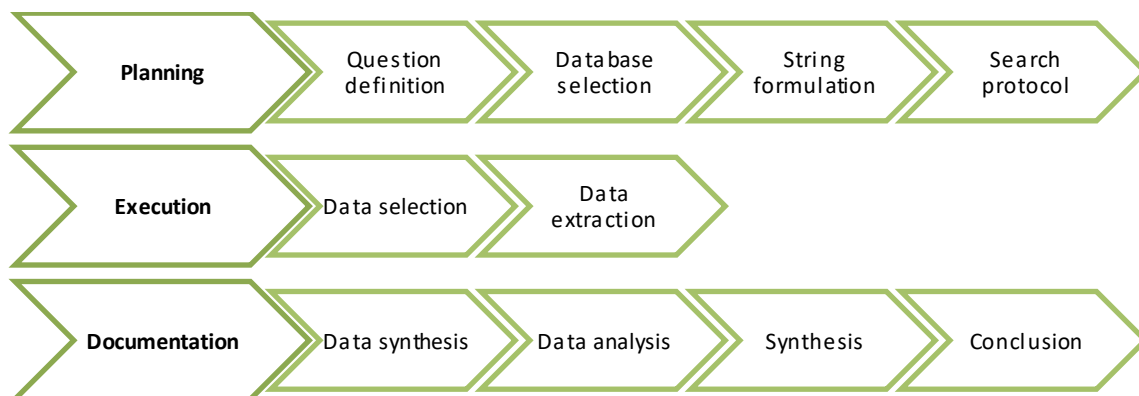 Planning
Question
definition
Database
selection
String
formulation
Search
protocol
Execution
Data selection
Data
extraction
Documentation
Data synthesis
Data analysis
Synthesis
Conclusion